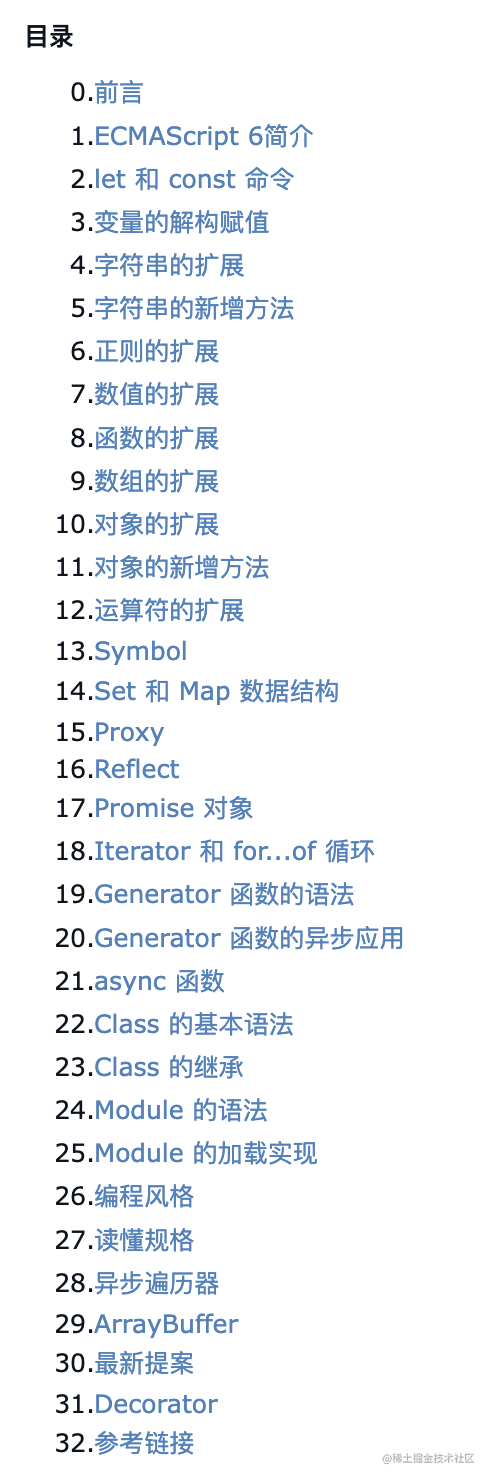 目录
0.前言
1.ECMAScript 6简介
2.let 和 const 命令
3.变量的解构赋值
4.字符串的扩展
5.字符串的新增方法
6.正则的扩展
7.数值的扩展
8.函数的扩展
9.数组的扩展
10.对象的扩展
11.对象的新增方法
12.运算符的扩展
13.Symbol
14.Set 和 Map 数据结构
15.Proxy
16.Reflect
17.Promise 对象
18.Iterator 和 for...of 循环
19.Generator 函数的语法
20.Generator 函数的异步应用
21.async 函数
22.Class 的基本语法
23.Class 的继承
24.Module 的语法
25.Module 的加载实现
26.编程风格
27.读懂规格
28.异步遍历器
29.ArrayBuffer
30.最新提案
31.Decorator
32.参考链接
@稀土掘金技术社区